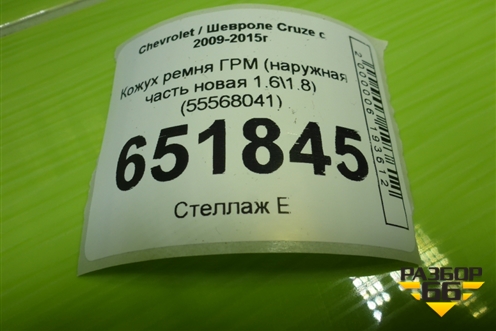 Chevrolet / Шевроле Cruze с
2009-2015г
Кожух ремня ГРМ (наружная
часть новая 1.6\1.8)
(55568041)
651845
Стеллаж Е
2000006193612
РАЗБОР
66